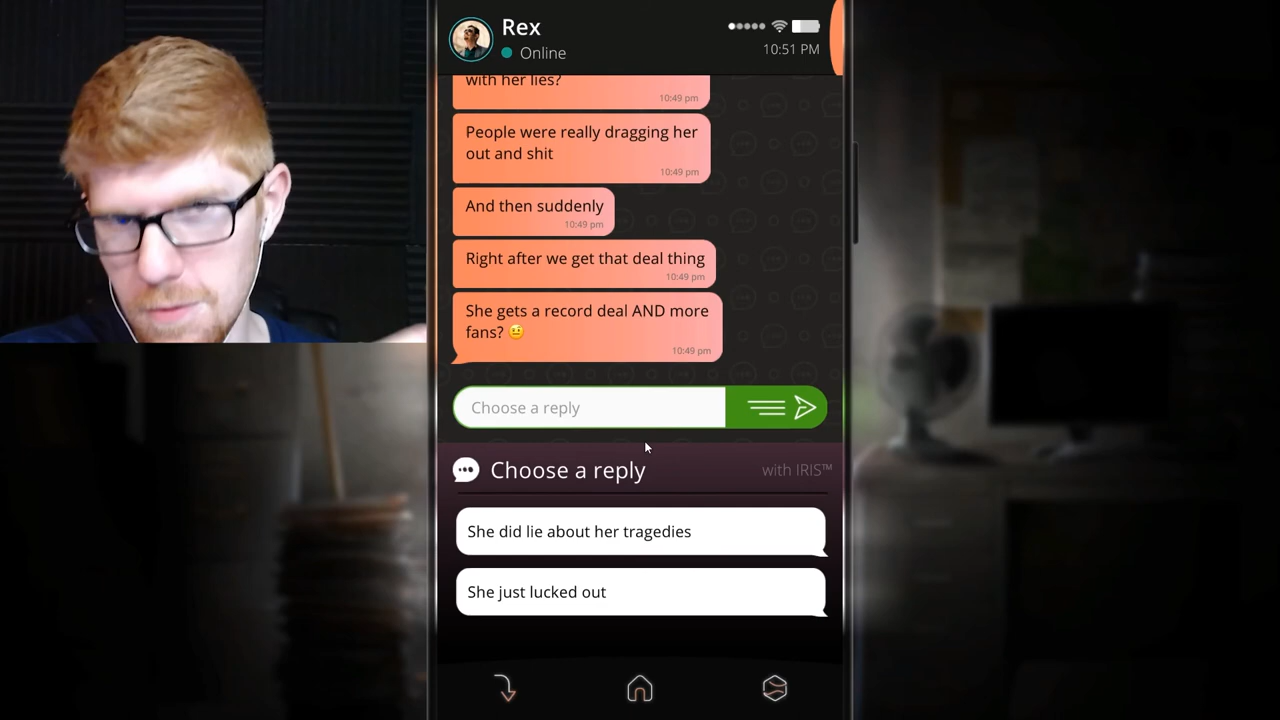 Rex
Online
10:51 PM
with her lies?
10:49 pm
People were really dragging her
out and shit
10:49 pm
And then suddenly
10:49 pm
Right after we get that deal thing
10:49 pm
She gets a record deal AND more
fans? 🤨
10:49 pm
Choose a reply
Choose a reply
with IRIS™
She did lie about her tragedies
She just lucked out